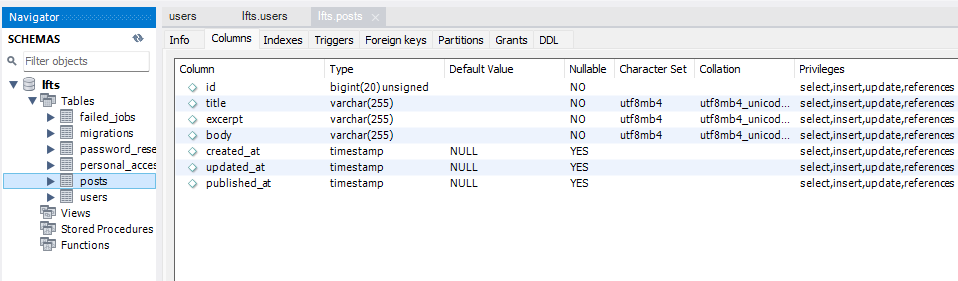 Navigator
users lfts.users lfts.posts
SCHEMAS
Info Columns Indexes Triggers Foreign keys Partitions Grants DDL
Filter objects
Column Type Default Value Nullable Character Set Collation Privileges
lfts
Tables
failed_jobs
migrations
password_rese
personal_acces
posts
users
Views
Stored Procedures
Functions
id bigint(20) unsigned NO select,insert,update,references
title varchar(255) NO utf8mb4 utf8mb4_unicod... select,insert,update,references
excerpt varchar(255) NO utf8mb4 utf8mb4_unicod... select,insert,update,references
body varchar(255) NO utf8mb4 utf8mb4_unicod... select,insert,update,references
created_at timestamp NULL YES select,insert,update,references
updated_at timestamp NULL YES select,insert,update,references
published_at timestamp NULL YES select,insert,update,references